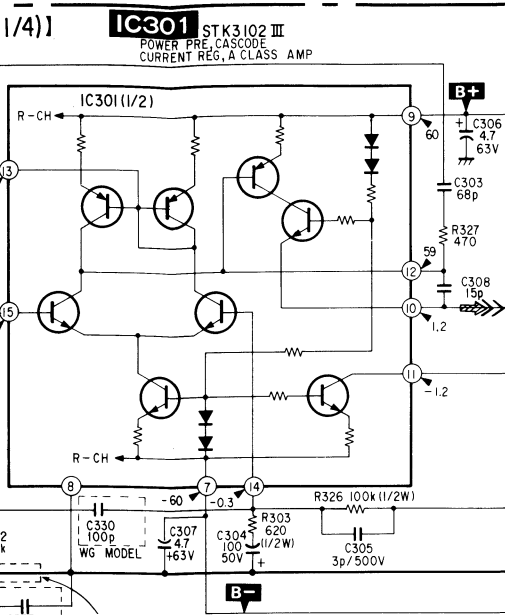 1/4)】
IC301 STK3102Ⅲ
POWER PRE, CASCODE
CURRENT REG, A CLASS AMP
IC301(1/2)
B+
R-CH
9
60
+
C306
4.7
63V
13
C303
68p
R327
470
59
12
C308
15p
15
10
1.2
11
-1.2
R-CH
8
-60
7
-0.3
14
R326 100k(1/2W)
C330
100p
WG MODEL
C307
4.7
+63V
C304
100
50V
+
R303
620
(1/2W)
C305
3p/500V
2
k
B-